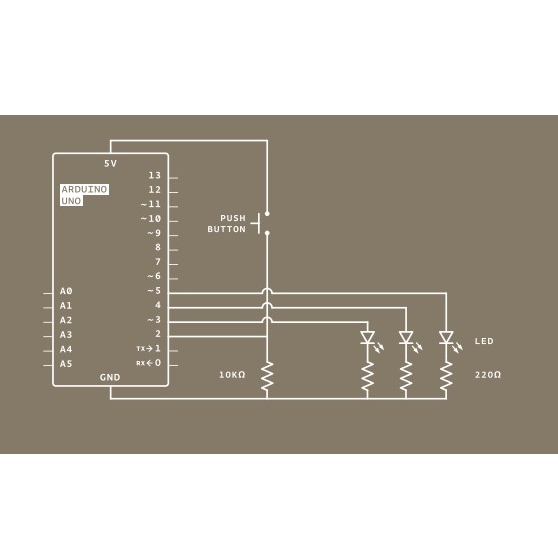 5V
ARDUINO
UNO
13
12
~11
~10
~9
8
7
~6
~5
4
~3
2
TX→1
RX←0
A0
A1
A2
A3
A4
A5
GND
PUSH
BUTTON
10KΩ
LED
220Ω